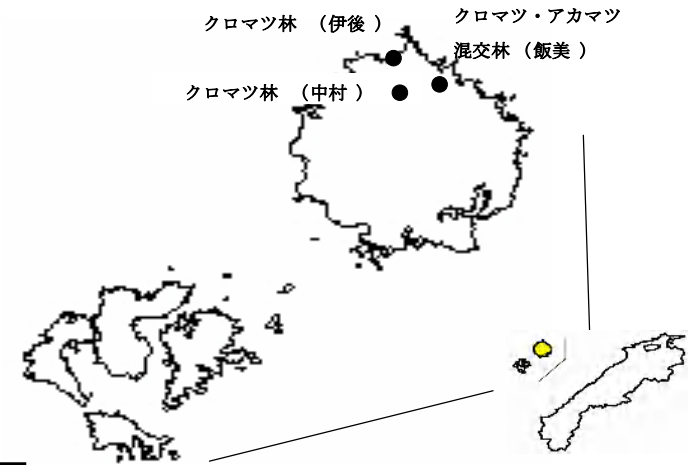 クロマツ林 （伊後 ）
クロマツ・アカマツ
混交林 （飯美 ）
クロマツ林 （中村 ）
4